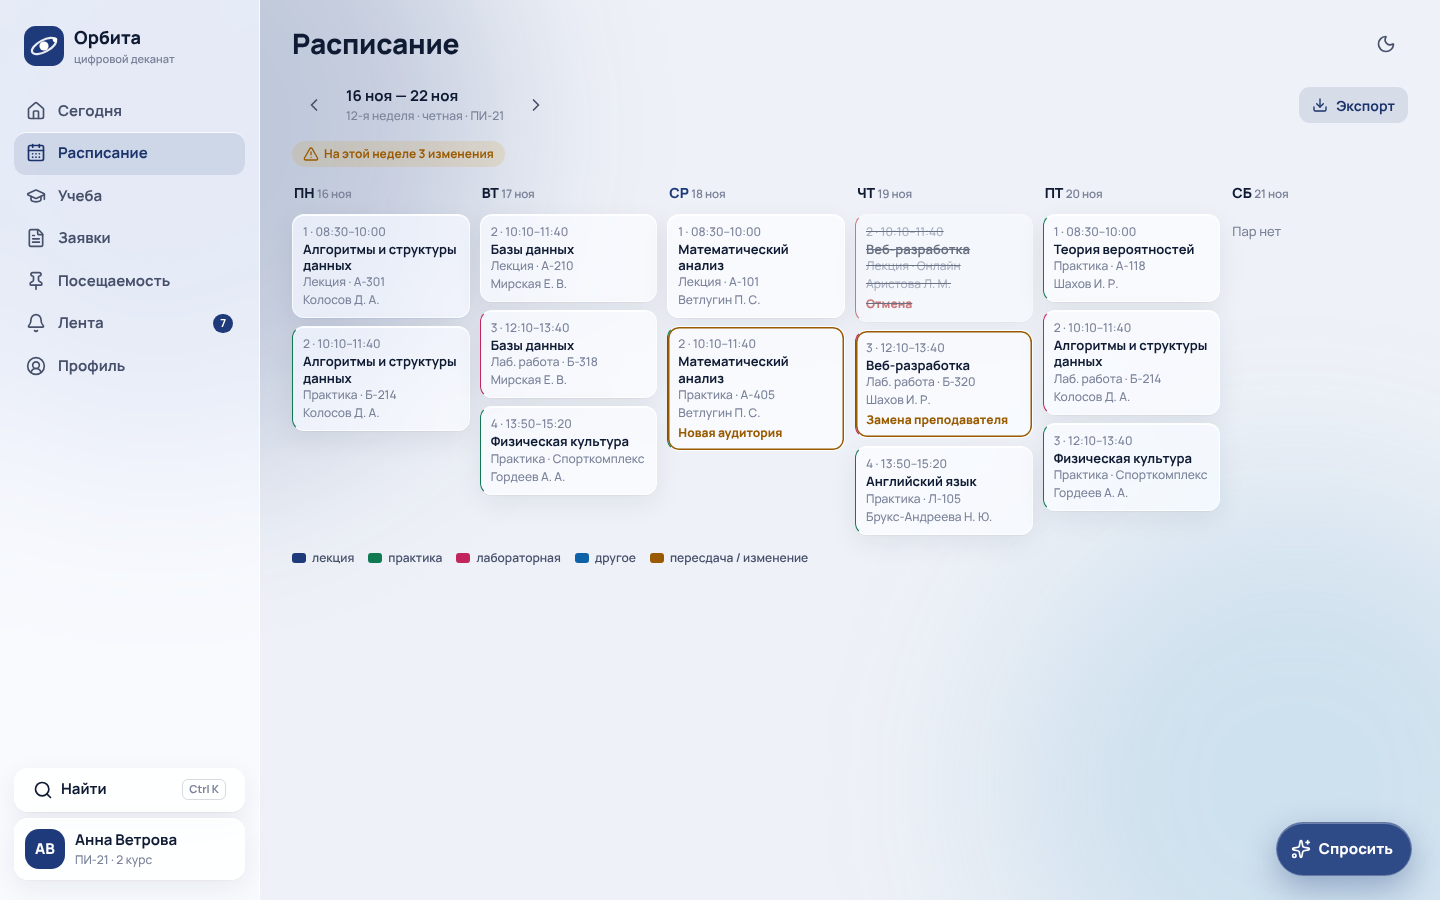 Орбита
цифровой деканат
Сегодня
Расписание
Учеба
Заявки
Посещаемость
Лента
7
Профиль
Найти
Ctrl K
АВ
Анна Ветрова
ПИ-21 · 2 курс
Расписание
16 ноя — 22 ноя
12-я неделя · четная · ПИ-21
Экспорт
На этой неделе 3 изменения
ПН 16 ноя
1 · 08:30–10:00
Алгоритмы и структуры
данных
Лекция · А-301
Колосов Д. А.
2 · 10:10–11:40
Алгоритмы и структуры
данных
Практика · Б-214
Колосов Д. А.
ВТ 17 ноя
2 · 10:10–11:40
Базы данных
Лекция · А-210
Мирская Е. В.
3 · 12:10–13:40
Базы данных
Лаб. работа · Б-318
Мирская Е. В.
4 · 13:50–15:20
Физическая культура
Практика · Спорткомплекс
Гордеев А. А.
СР 18 ноя
1 · 08:30–10:00
Математический
анализ
Лекция · А-101
Ветлугин П. С.
2 · 10:10–11:40
Математический
анализ
Практика · А-405
Ветлугин П. С.
Новая аудитория
ЧТ 19 ноя
2 · 10:10–11:40
Веб-разработка
Лекция · Онлайн
Аристова Л. М.
Отмена
3 · 12:10–13:40
Веб-разработка
Лаб. работа · Б-320
Шахов И. Р.
Замена преподавателя
4 · 13:50–15:20
Английский язык
Практика · Л-105
Брукс-Андреева Н. Ю.
ПТ 20 ноя
1 · 08:30–10:00
Теория вероятностей
Практика · А-118
Шахов И. Р.
2 · 10:10–11:40
Алгоритмы и структуры
данных
Лаб. работа · Б-214
Колосов Д. А.
3 · 12:10–13:40
Физическая культура
Практика · Спорткомплекс
Гордеев А. А.
СБ 21 ноя
Пар нет
лекция
практика
лабораторная
другое
пересдача / изменение
Спросить